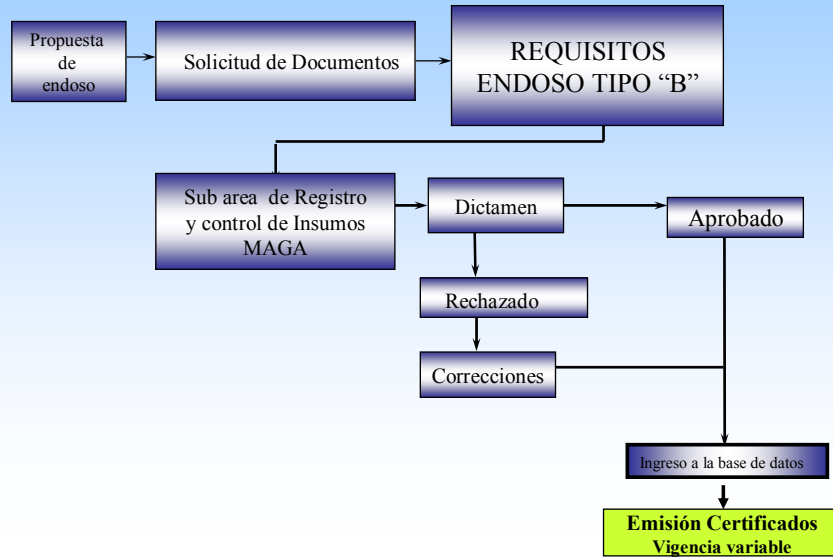 Propuesta
de
endoso
Solicitud de Documentos
REQUISITOS
ENDOSO TIPO “B”
Sub area de Registro
y control de Insumos
MAGA
Dictamen
Aprobado
Rechazado
Correcciones
Ingreso a la base de datos
Emisión Certificados
Vigencia variable